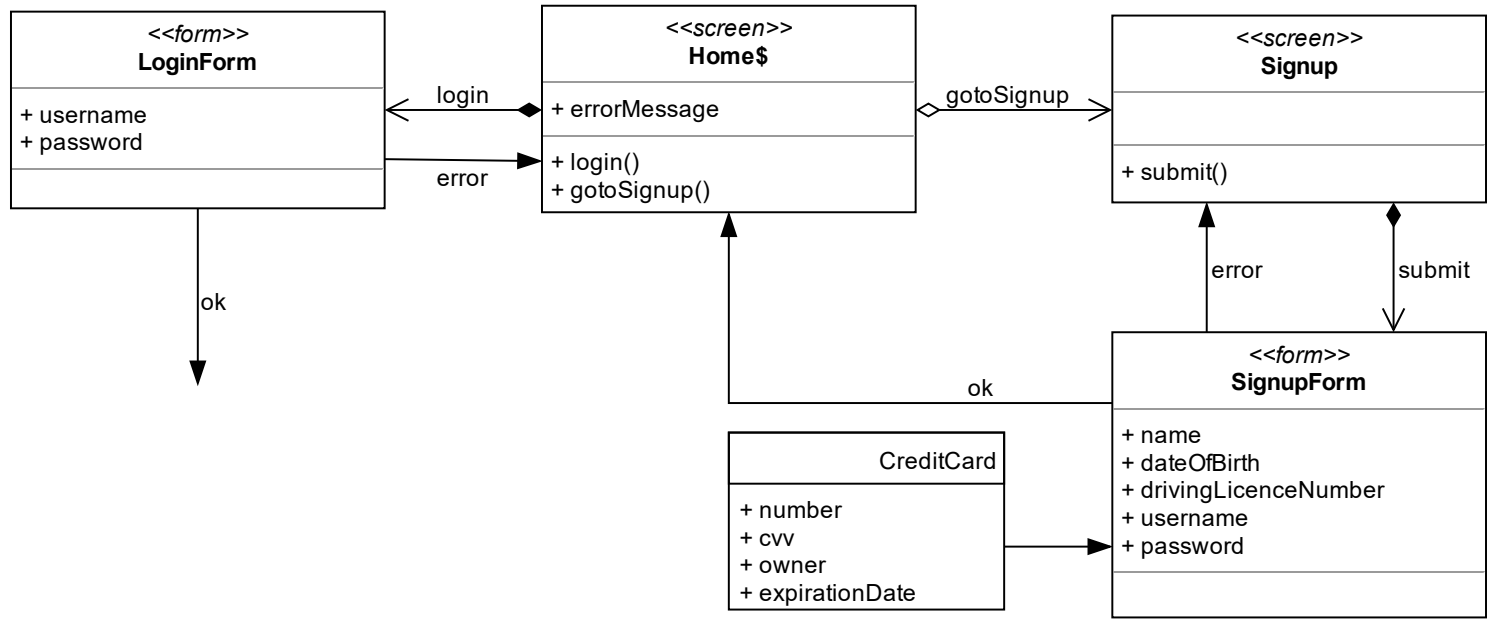 <<form>>
LoginForm
+ username
+ password
login
error
ok
<<screen>>
Home$
+ errorMessage
+ login()
+ gotoSignup()
gotoSignup
<<screen>>
Signup
+ submit()
error
submit
ok
<<form>>
SignupForm
+ name
+ dateOfBirth
+ drivingLicenceNumber
+ username
+ password
CreditCard
+ number
+ cvv
+ owner
+ expirationDate